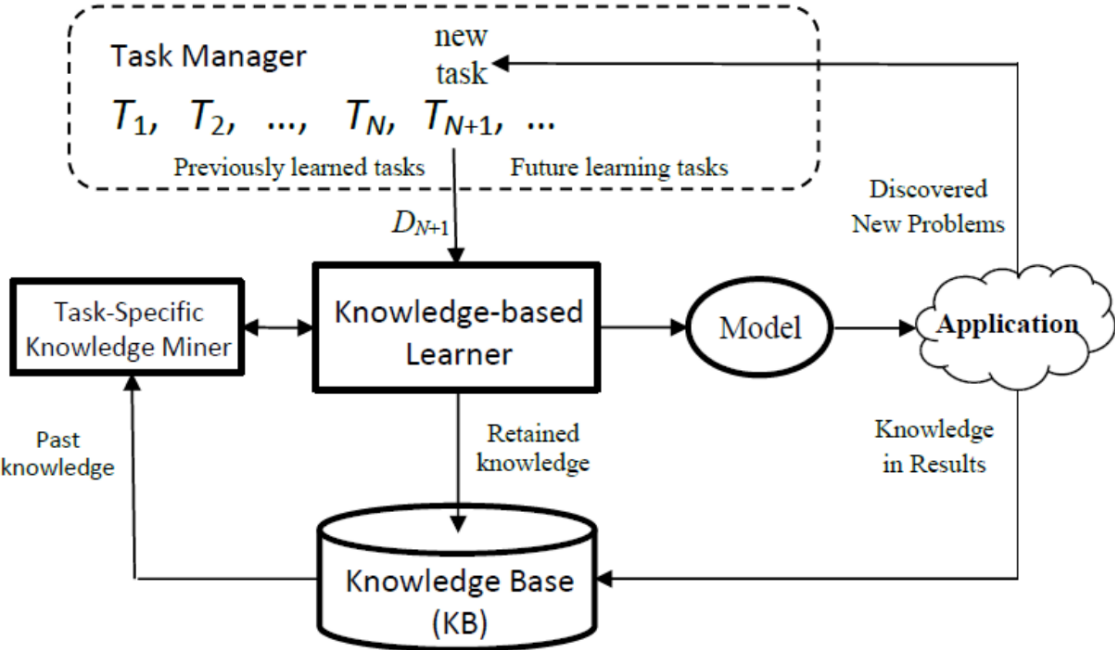 new
Task Manager
task
T1, T2, ..., TN, TN+1, ...
Previously learned tasks
Future learning tasks
Discovered
New Problems
DN+1
Task-Specific
Knowledge Miner
Knowledge-based
Learner
Model
Application
Past
knowledge
Retained
knowledge
Knowledge
in Results
Knowledge Base
(KB)